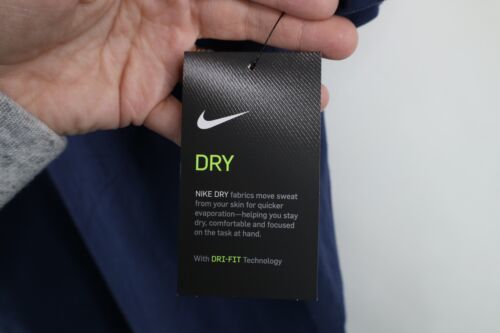 DRY
NIKE DRY fabrics move sweat
from your skin for quicker
evaporation—helping you stay
dry, comfortable and focused
on the task at hand.
With DRI-FIT Technology